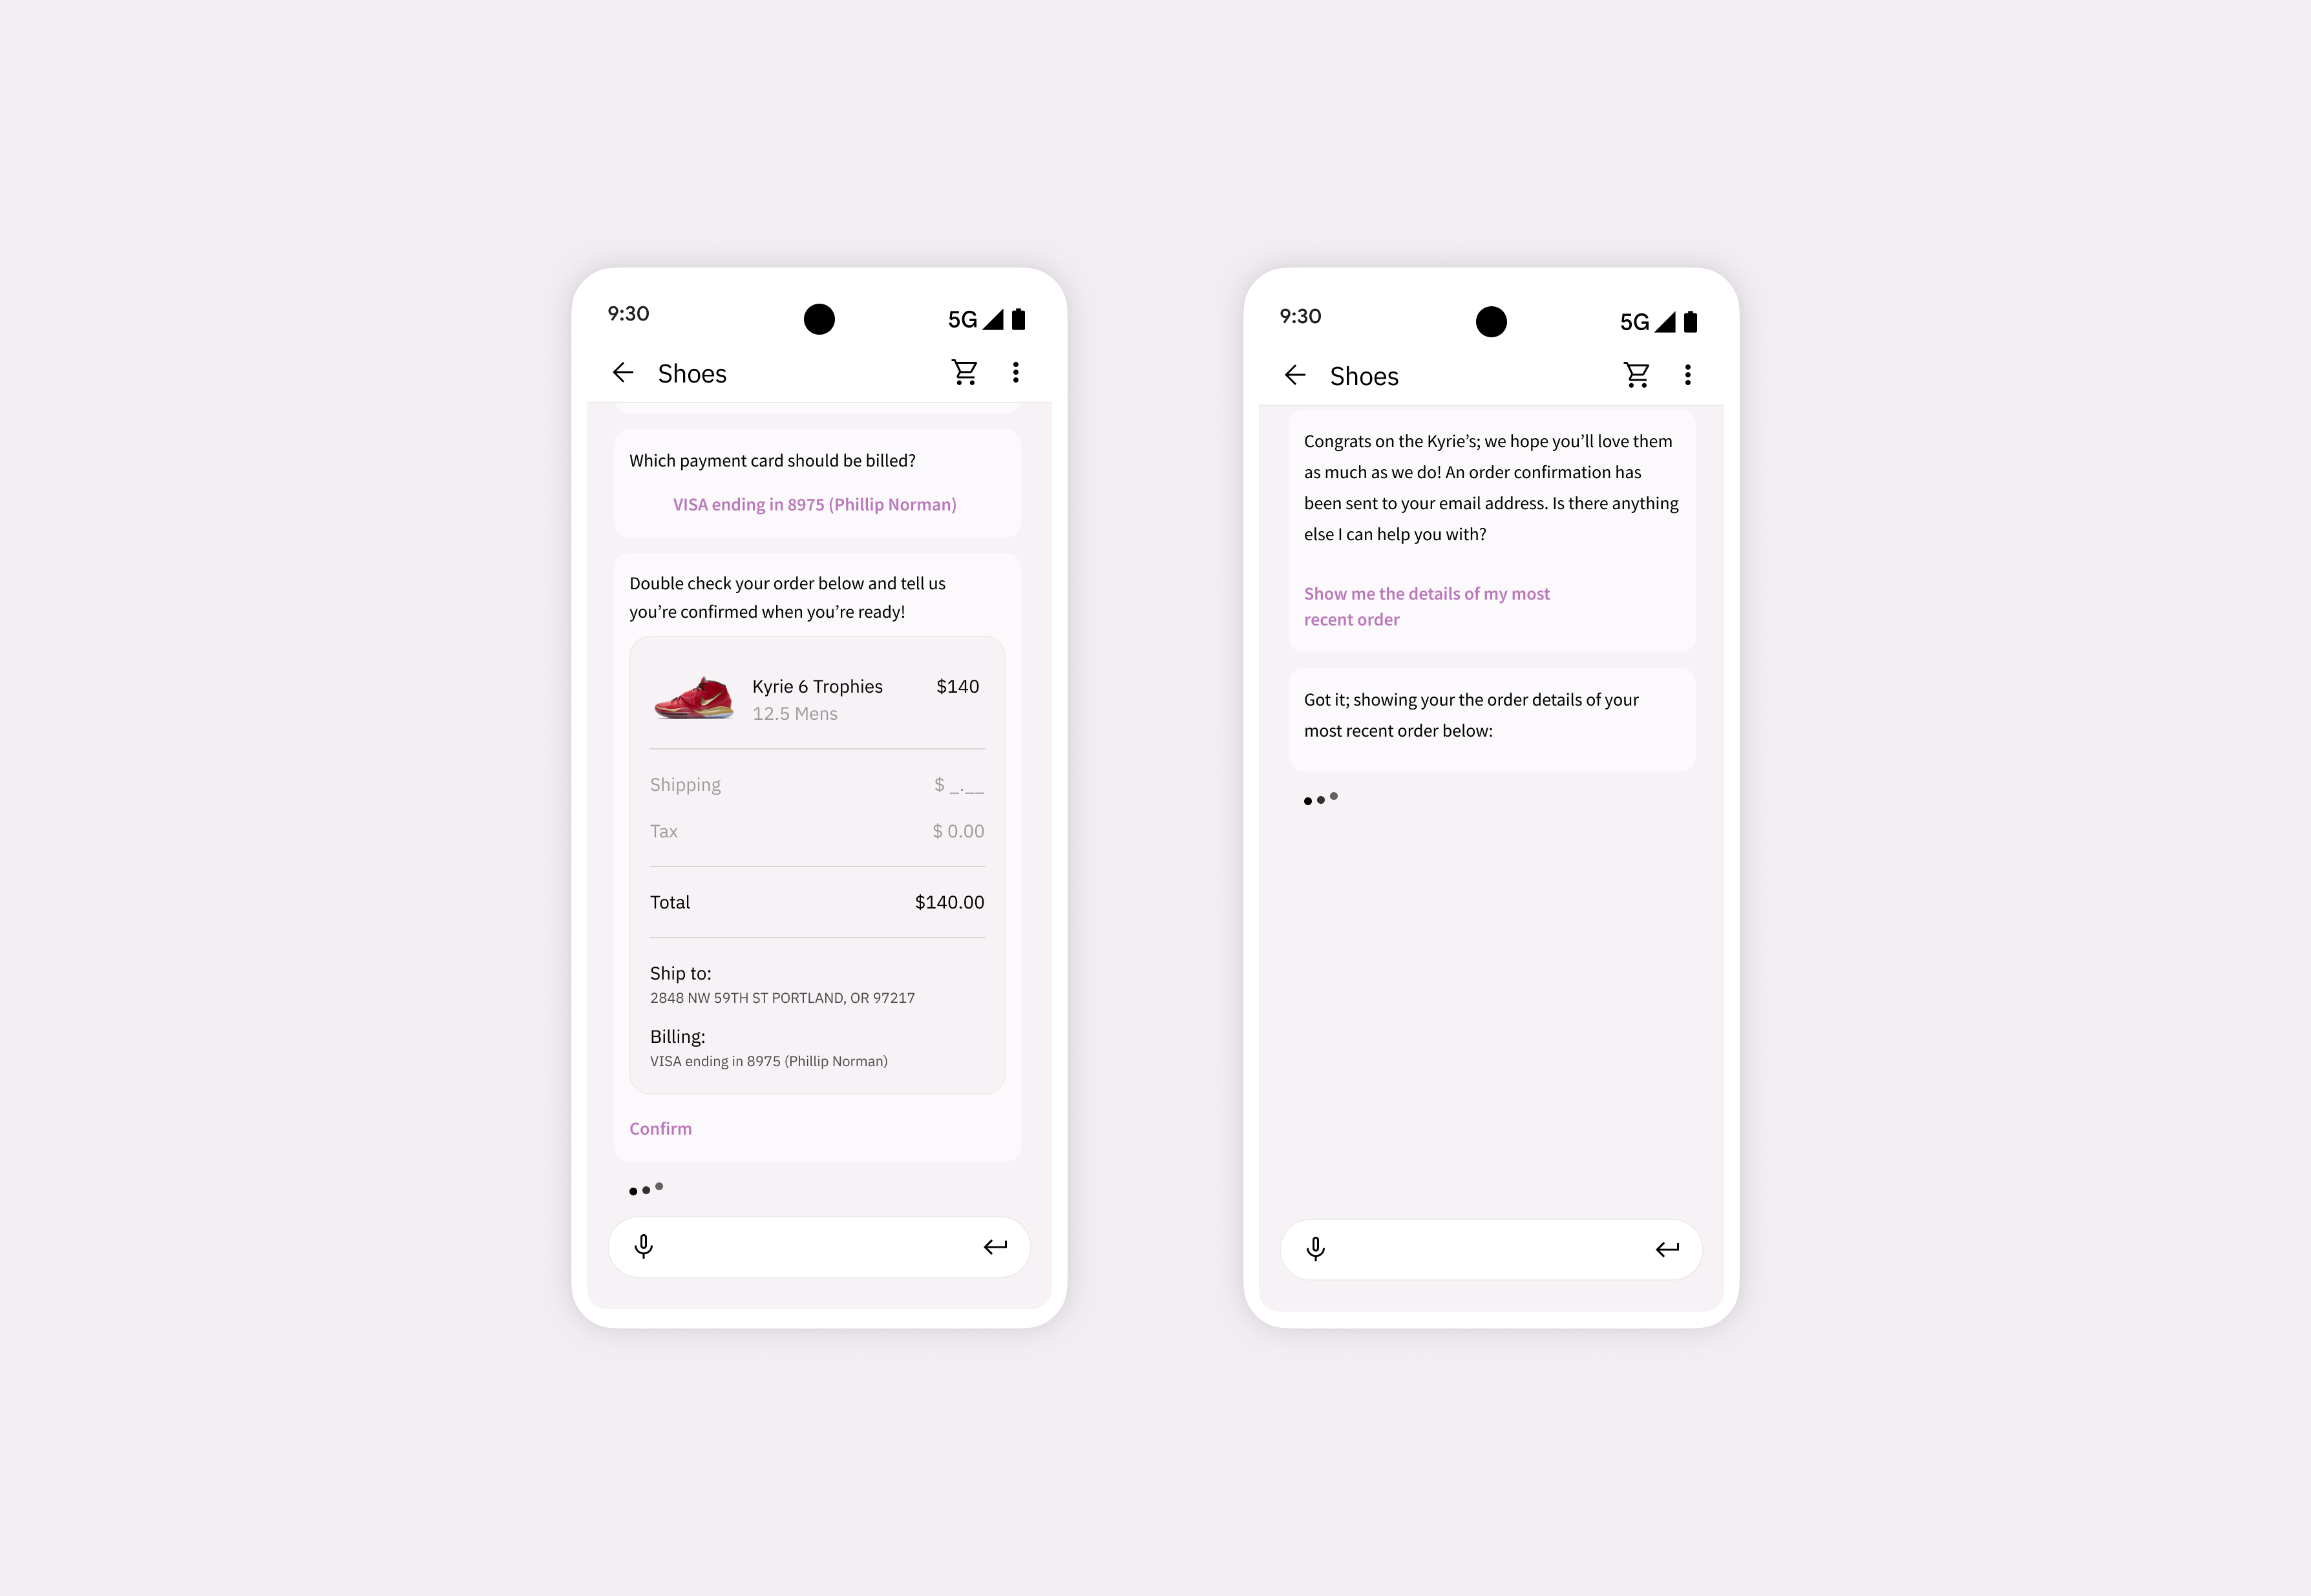 9:30
5G
Shoes
Which payment card should be billed?
VISA ending in 8975 (Phillip Norman)
Double check your order below and tell us
you’re confirmed when you’re ready!
Kyrie 6 Trophies $140
12.5 Mens
Shipping $ _.__
Tax $ 0.00
Total $140.00
Ship to:
2848 NW 59TH ST PORTLAND, OR 97217
Billing:
VISA ending in 8975 (Phillip Norman)
Confirm
9:30
5G
Shoes
Congrats on the Kyrie’s; we hope you’ll love them
as much as we do! An order confirmation has
been sent to your email address. Is there anything
else I can help you with?
Show me the details of my most
recent order
Got it; showing your the order details of your
most recent order below: